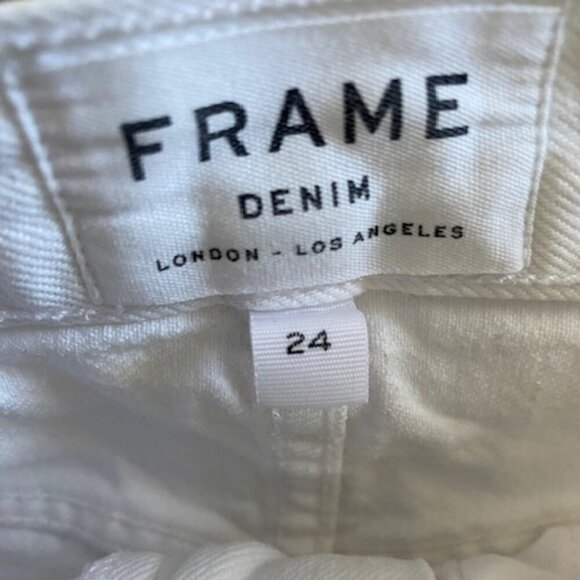 FRAME
DENIM
LONDON - LOS ANGELES
24